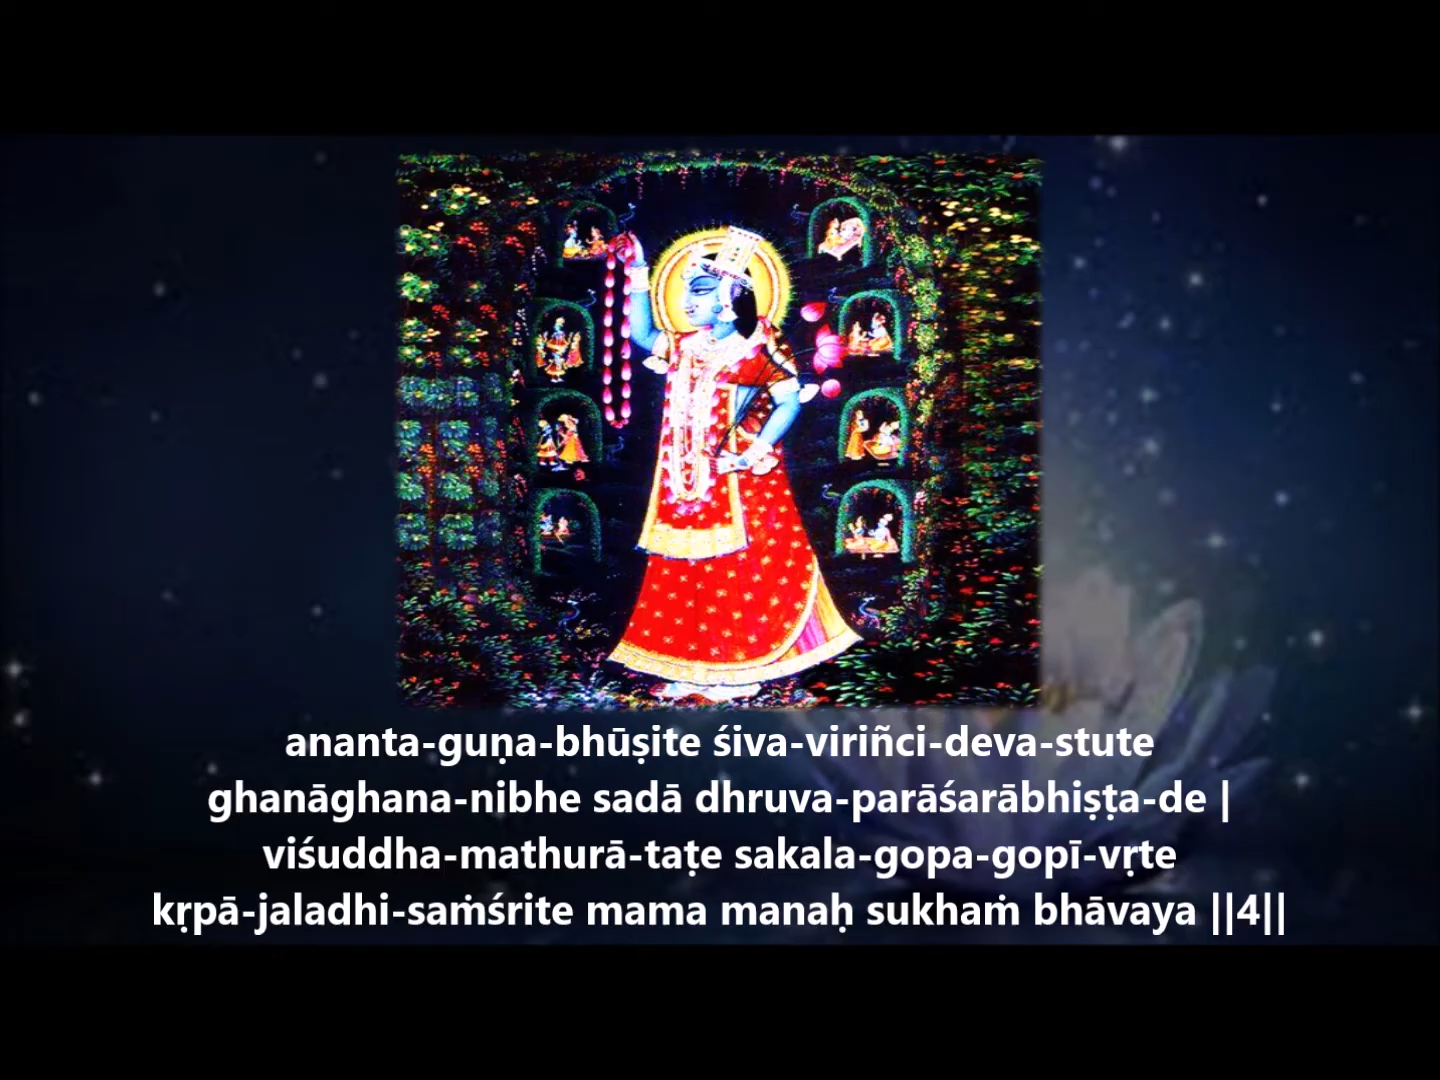 ananta-guṇa-bhūṣite śiva-viriñci-deva-stute
ghanāghana-nibhe sadā dhruva-parāśarābhiṣṭa-de |
viśuddha-mathurā-taṭe sakala-gopa-gopī-vṛte
kṛpā-jaladhi-saṁśrite mama manaḥ sukhaṁ bhāvaya ||4||